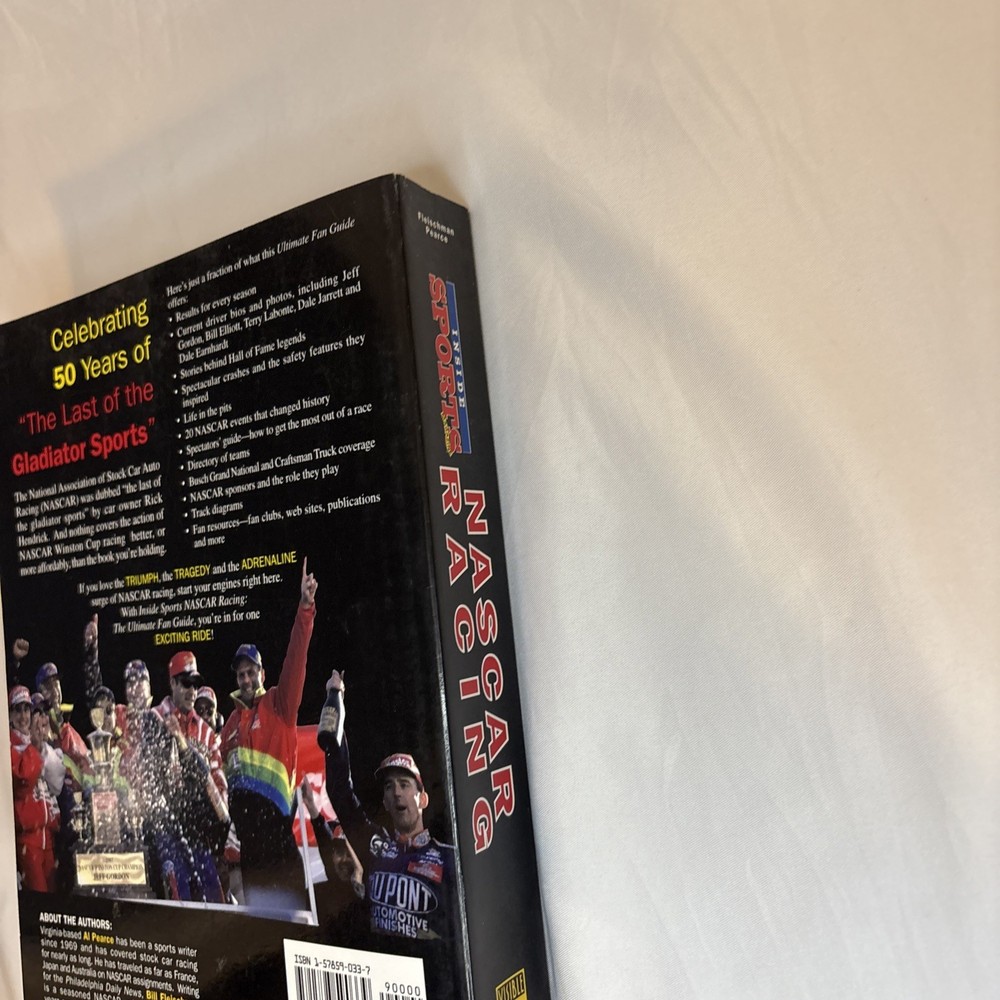 Celebrating
50 Years of
"The Last of the
Gladiator Sports"
The National Association of Stock Car Auto
Racing (NASCAR) was dubbed "the last of
the gladiator sports" by car owner Rick
Hendrick. And nothing covers the action of
NASCAR Winston Cup racing better, or
more affordably, than the book you're holding.
Here's just a fraction of what this Ultimate Fan Guide
offers:
• Results for every season
• Current driver bios and photos, including Jeff
Gordon, Bill Elliott, Terry Labonte, Dale Jarrett and
Dale Earnhardt
• Stories behind Hall of Fame legends
• Spectacular crashes and the safety features they
inspired
• Life in the pits
• 20 NASCAR events that changed history
• Spectators' guide—how to get the most out of a race
• Directory of teams
• Busch Grand National and Craftsman Truck coverage
• NASCAR sponsors and the role they play
• Track diagrams
• Fan resources—fan clubs, web sites, publications
and more
If you love the TRIUMPH, the TRAGEDY and the ADRENALINE
surge of NASCAR racing, start your engines right here.
With Inside Sports NASCAR Racing:
The Ultimate Fan Guide, you're in for one
EXCITING RIDE!
JEFF GORDON
DUPONT
AUTOMOTIVE
FINISHES
ABOUT THE AUTHORS:
Virginia-based Al Pearce has been a sports writer
since 1969 and has covered stock car racing
for nearly as long. He has traveled as far as France,
Japan and Australia on NASCAR assignments. Writing
for the Philadelphia Daily News, Bill
is a seasoned NASCAR
ISBN 1-57659-033-7
90000
Fleischman
Pearce
INSIDE
SPORTS
NASCAR
RACING
VISIBLE